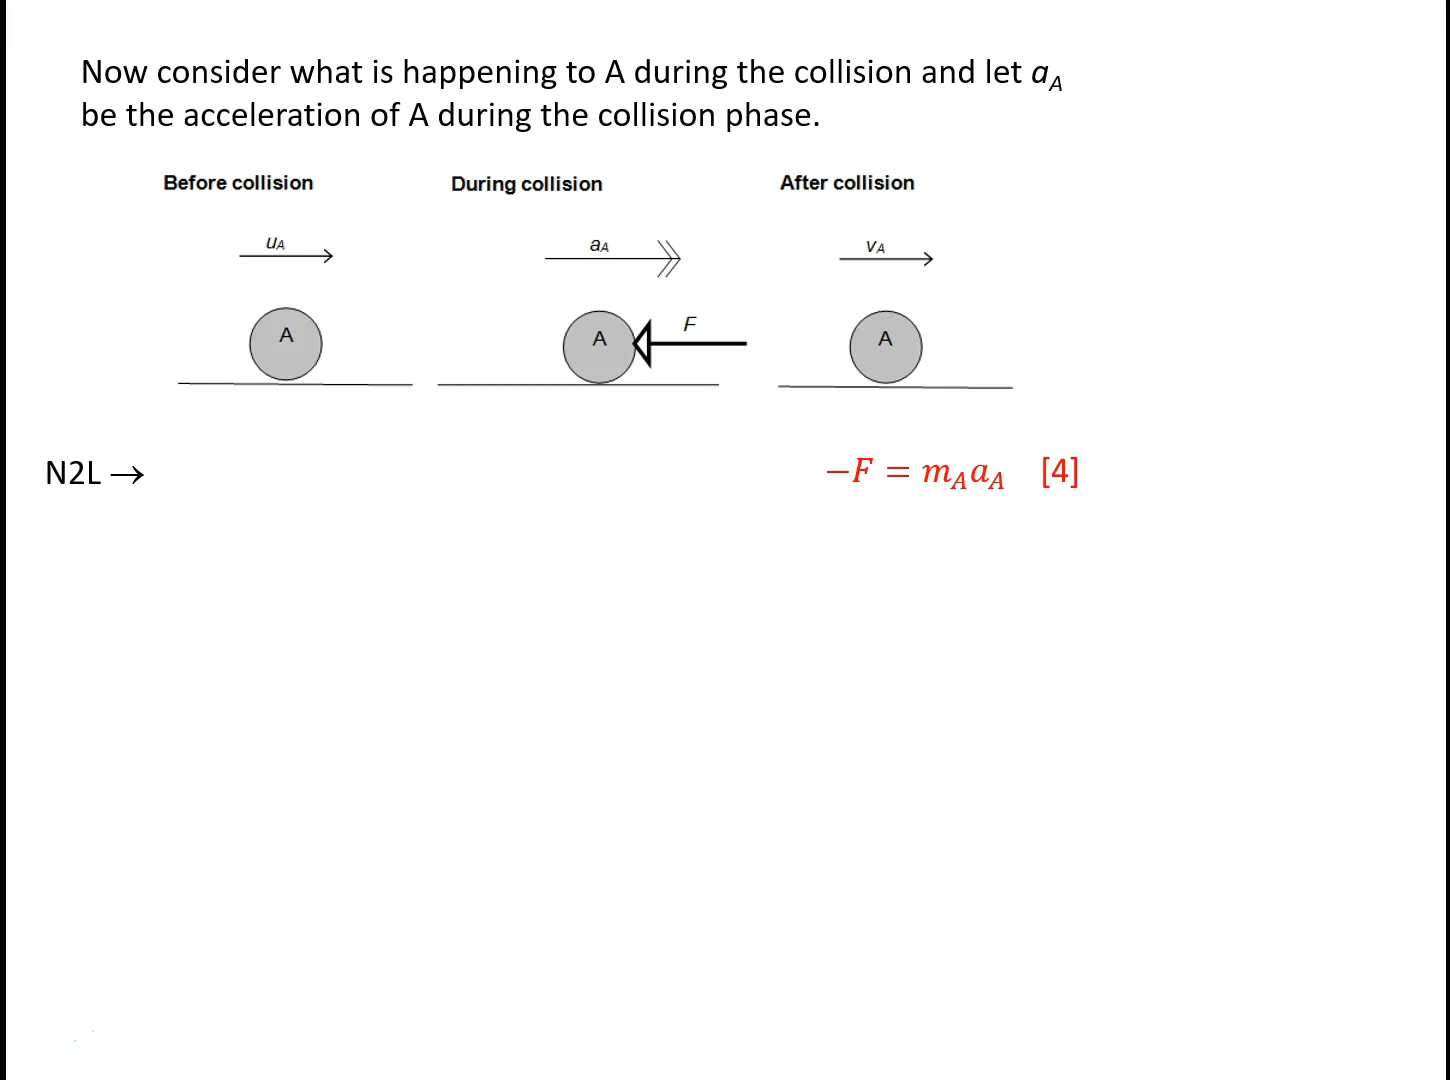 Now consider what is happening to A during the collision and let a_A
be the acceleration of A during the collision phase.
Before collision During collision After collision
u_A a_A v_A
F
A A A
N2L → −F = m_A a_A [4]